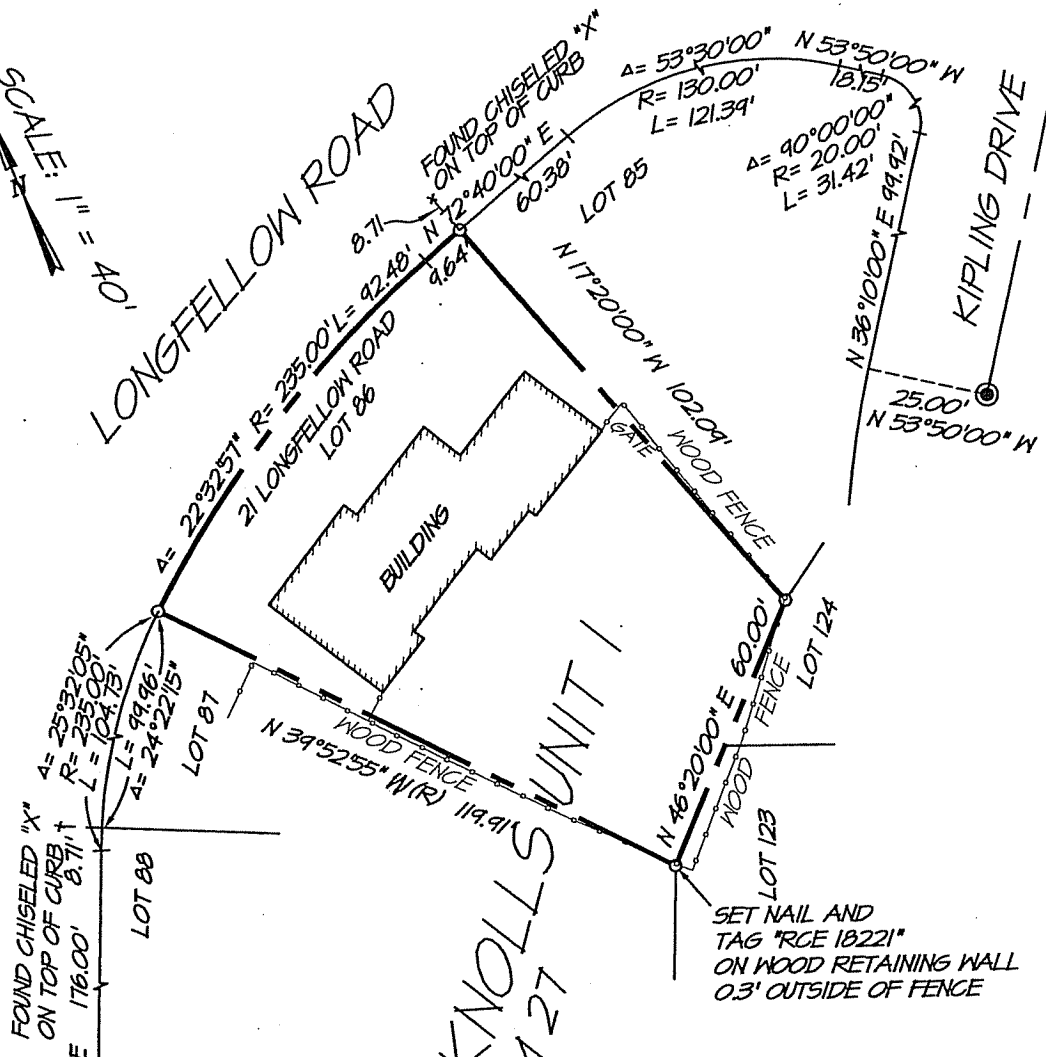 SCALE: 1" = 40'
N
LONGFELLOW ROAD
FOUND CHISELED "X"
ON TOP OF CURB
8.71
N 72°40'00" E
60.38'
9.64'
Δ= 53°30'00"
R= 130.00'
L= 121.39'
N 53°50'00" W
18.15'
Δ= 90°00'00"
R= 20.00'
L= 31.42'
LOT 85
N 36°10'00" E 99.92'
KIPLING DRIVE
25.00'
N 53°50'00" W
Δ= 22°32'57" R= 235.00' L= 92.48'
21 LONGFELLOW ROAD
LOT 86
N 17°20'00" W 102.09'
GATE
WOOD FENCE
BUILDING
LOT 124
N 46°20'00" E 60.00'
WOOD FENCE
LOT 123
Δ= 25°32'05"
R= 235.00'
L= 104.73'
L= 99.96'
Δ= 24°22'15"
LOT 87
WOOD FENCE
N 39°52'55" W(R) 119.91'
UNIT 1
KNOLLS
27
FOUND CHISELED "X"
ON TOP OF CURB
8.71'
176.00'
E
LOT 88
SET NAIL AND
TAG "RCE 18221"
ON WOOD RETAINING WALL
0.3' OUTSIDE OF FENCE